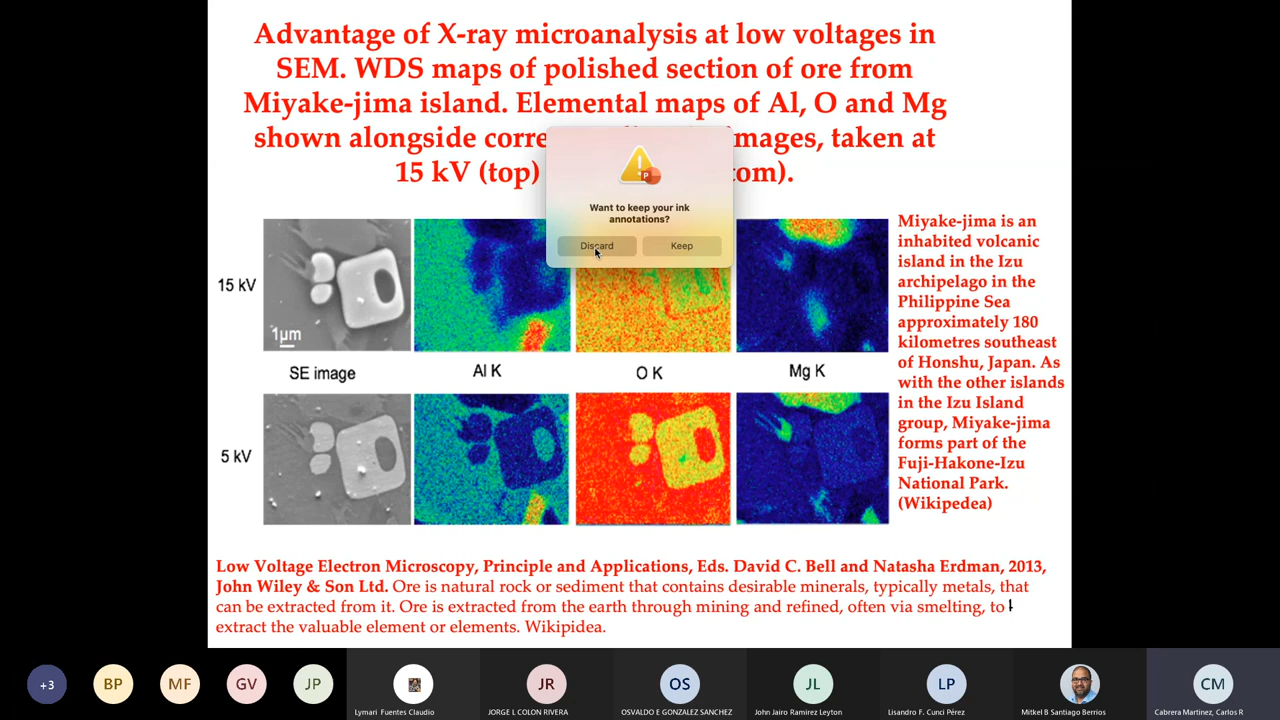 Advantage of X-ray microanalysis at low voltages in
SEM. WDS maps of polished section of ore from
Miyake-jima island. Elemental maps of Al, O and Mg
shown alongside corre mages, taken at
15 kV (top) tom).
Want to keep your ink
annotations?
Discard Keep
15 kV
1µm
SE image
Al K
O K
Mg K
5 kV
Miyake-jima is an
inhabited volcanic
island in the Izu
archipelago in the
Philippine Sea
approximately 180
kilometres southeast
of Honshu, Japan. As
with the other islands
in the Izu Island
group, Miyake-jima
forms part of the
Fuji-Hakone-Izu
National Park.
(Wikipedea)
Low Voltage Electron Microscopy, Principle and Applications, Eds. David C. Bell and Natasha Erdman, 2013,
John Wiley & Son Ltd. Ore is natural rock or sediment that contains desirable minerals, typically metals, that
can be extracted from it. Ore is extracted from the earth through mining and refined, often via smelting, to
extract the valuable element or elements. Wikipidea.
+3 BP MF GV JP JR OS JL LP CM
Lymari Fuentes Claudio JORGE L COLON RIVERA OSVALDO E GONZALEZ SANCHEZ John Jairo Ramirez Leyton Lisandro F. Cunci Pérez Mitkel B Santiago Berrios Cabrera Martinez, Carlos R